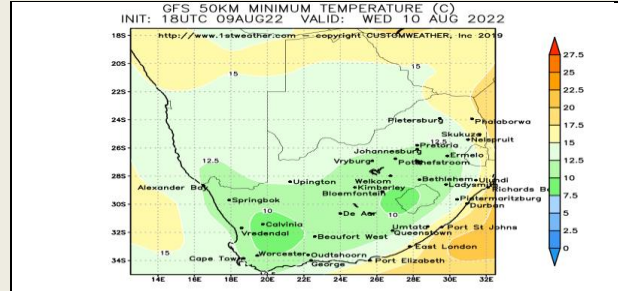 GFS 50KM MINIMUM TEMPERATURE (C)
INIT: 18UTC 09AUG22 VALID: WED 10 AUG 2022
http://www.1stweather.com — copyright CUSTOMWEATHER, Inc 2019
18S
20S
22S
24S
26S
28S
30S
32S
34S
14E 16E 18E 20E 22E 24E 26E 28E 30E 32E
15
15
12.5
12.5
10
10
15
Pietersburg
Phalaborwa
Skukuza
Nelspruit
Pretoria
Johannesburg
Ermelo
Vryburg
Potchefstroom
Welkom
Bethlehem
Ulundi
Alexander Bay
Upington
Kimberley
Ladysmith
Richards B
Bloemfontein
Springbok
Pietermaritzburg
Durban
De Aar
Calvinia
Vredendal
Beaufort West
Umtata
Port St Johns
Queenstown
East London
Cape Town
Worcester
Oudtshoorn
George
Port Elizabeth
27.5
25
22.5
20
17.5
15
12.5
10
7.5
5
2.5
0